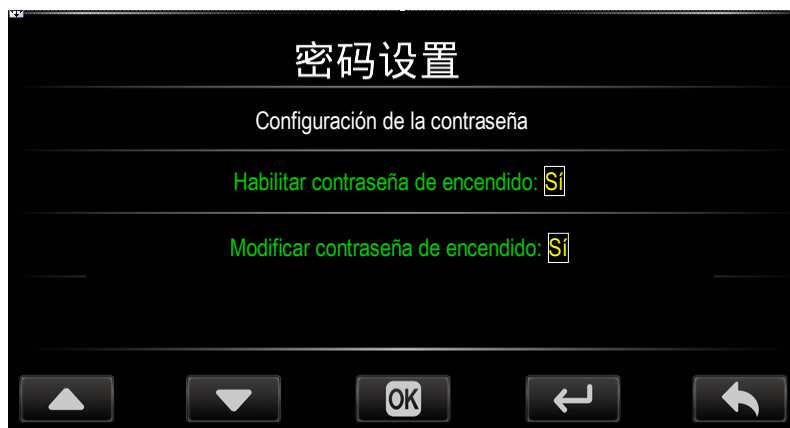 密码设置
Configuración de la contraseña
Habilitar contraseña de encendido: Sí
Modificar contraseña de encendido: Sí
OK